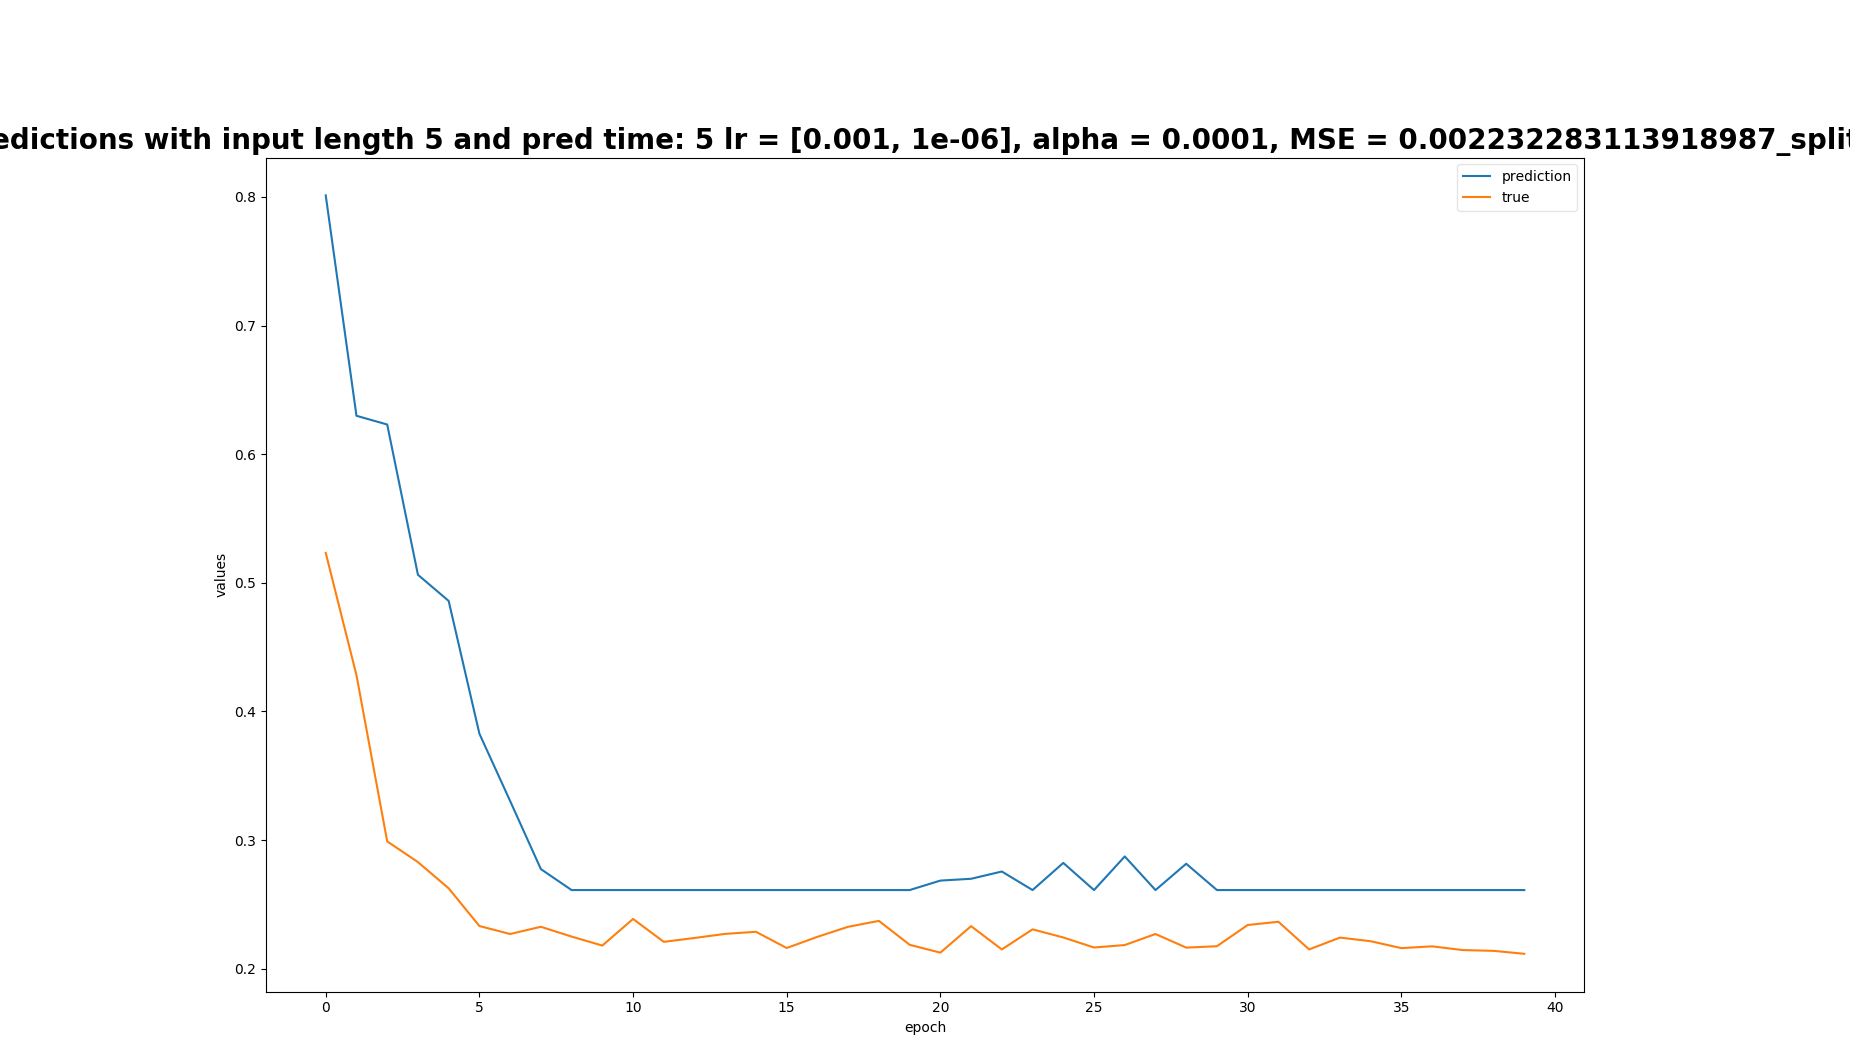 edictions with input length 5 and pred time: 5 lr = [0.001, 1e-06], alpha = 0.0001, MSE = 0.002232283113918987_split
prediction
true
0.8
0.7
0.6
0.5
0.4
0.3
0.2
values
0 5 10 15 20 25 30 35 40
epoch